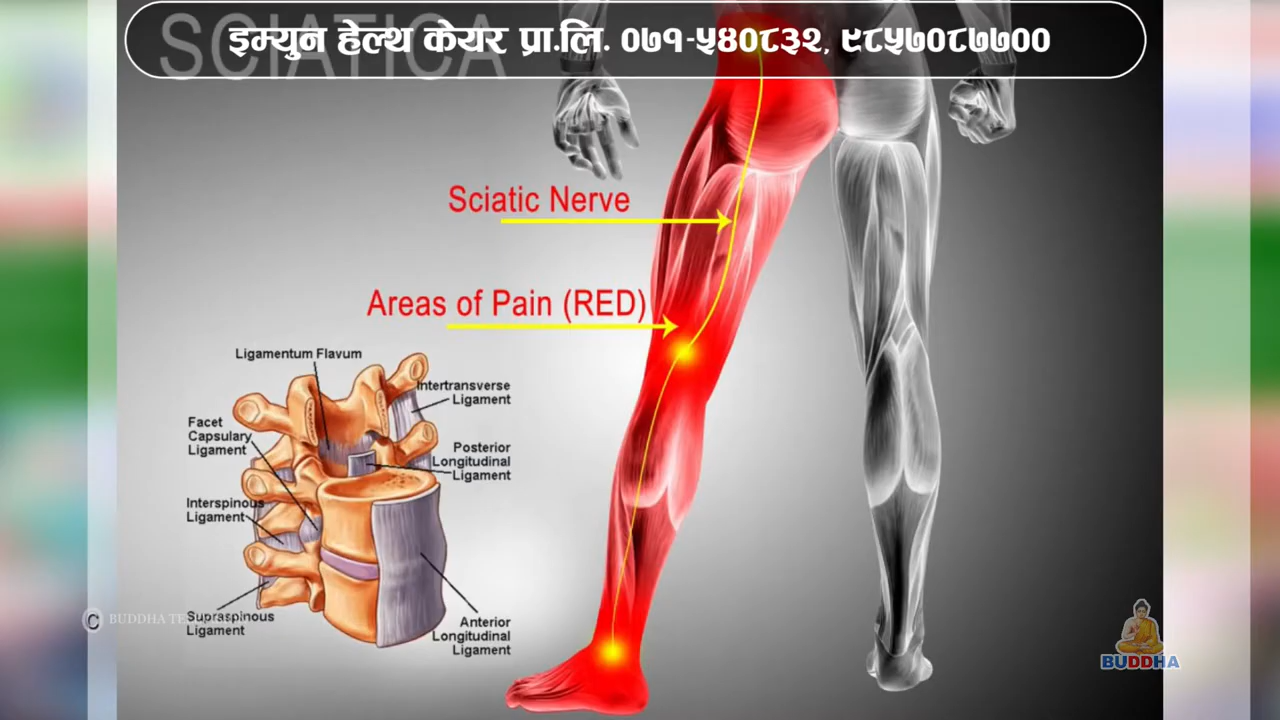 SCIATICA
इम्युन हेल्थ केयर प्रा.लि. ०७१-५४०८३२, ९८५७०८७७००
Sciatic Nerve
Areas of Pain (RED)
Ligamentum Flavum
Intertransverse
Ligament
Facet
Capsulary
Ligament
Posterior
Longitudinal
Ligament
Interspinous
Ligament
Supraspinous
Ligament
Anterior
Longitudinal
Ligament
© BUDDHA
BUDDHA